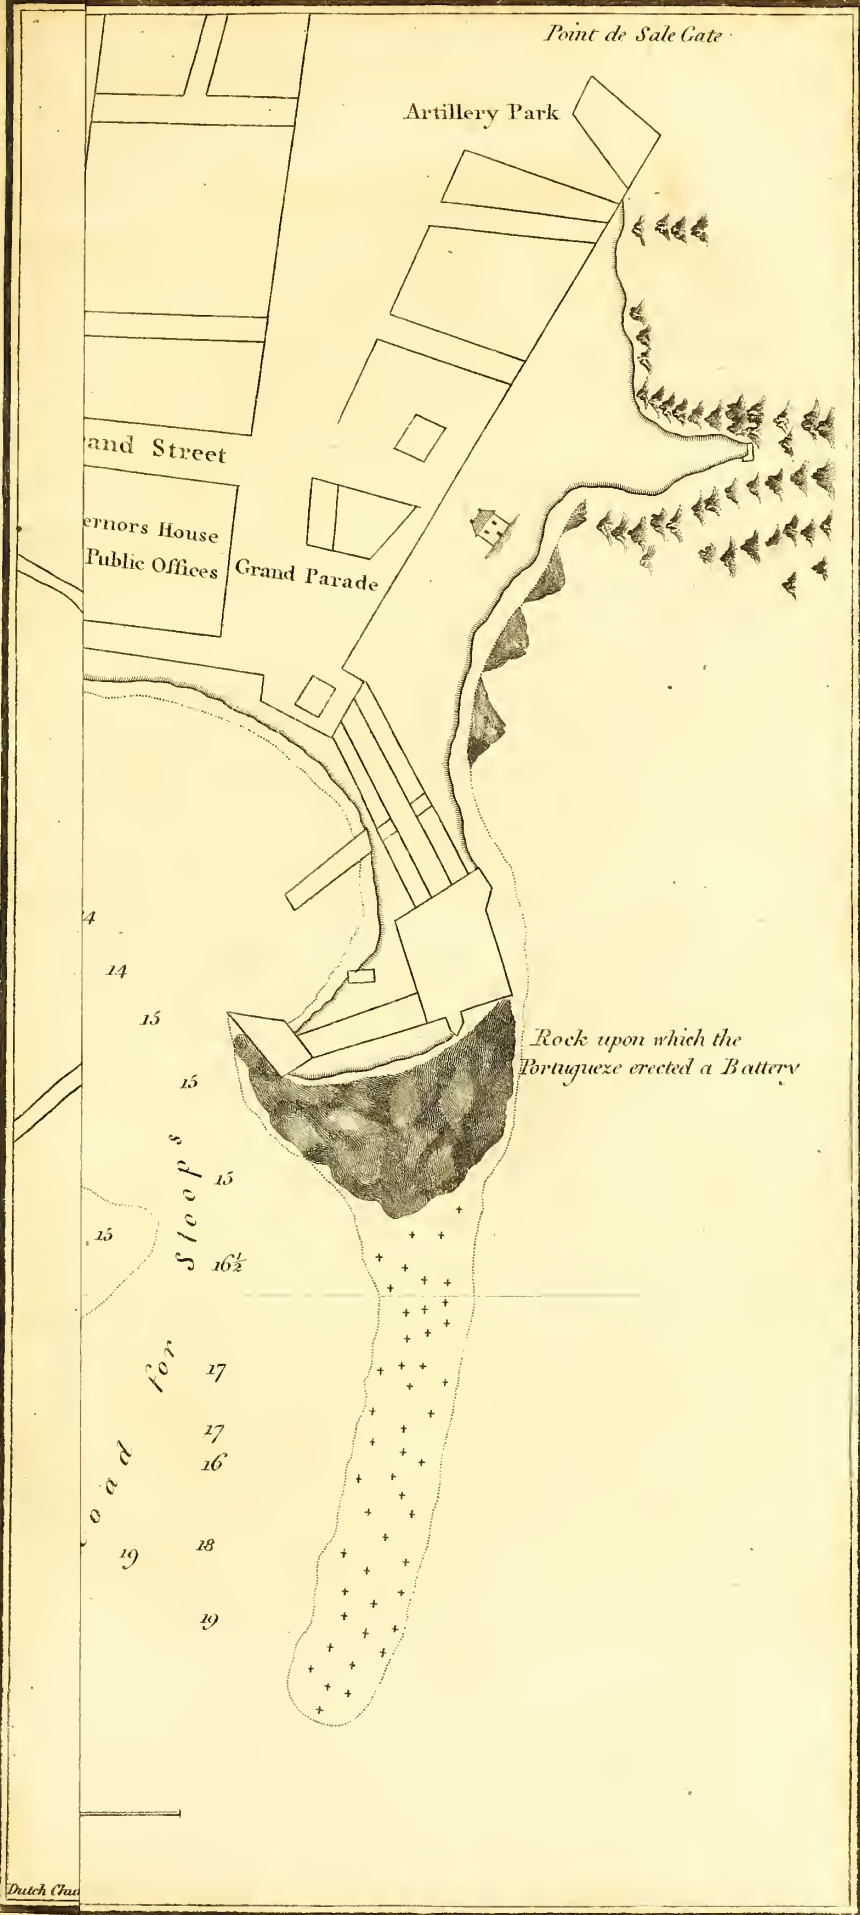 Point de Sale Gate
Artillery Park
and Street
ernors House
Public Offices
Grand Parade
14
15
Rock upon which the
Portugueze erected a Battery
15
15
15
Sloops
16½
for
17
17
16
oad
18
19
19
Dutch